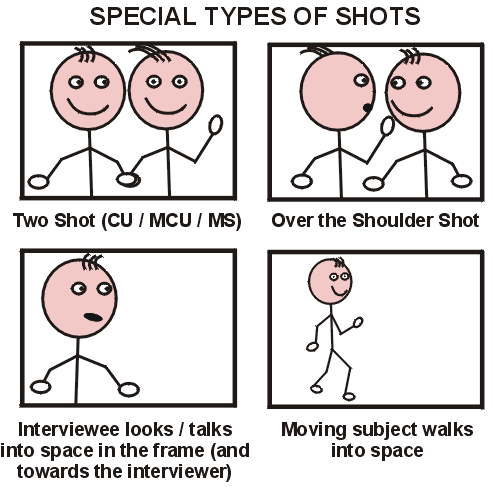 SPECIAL TYPES OF SHOTS
Two Shot (CU / MCU / MS)
Over the Shoulder Shot
Interviewee looks / talks
into space in the frame (and
towards the interviewer)
Moving subject walks
into space